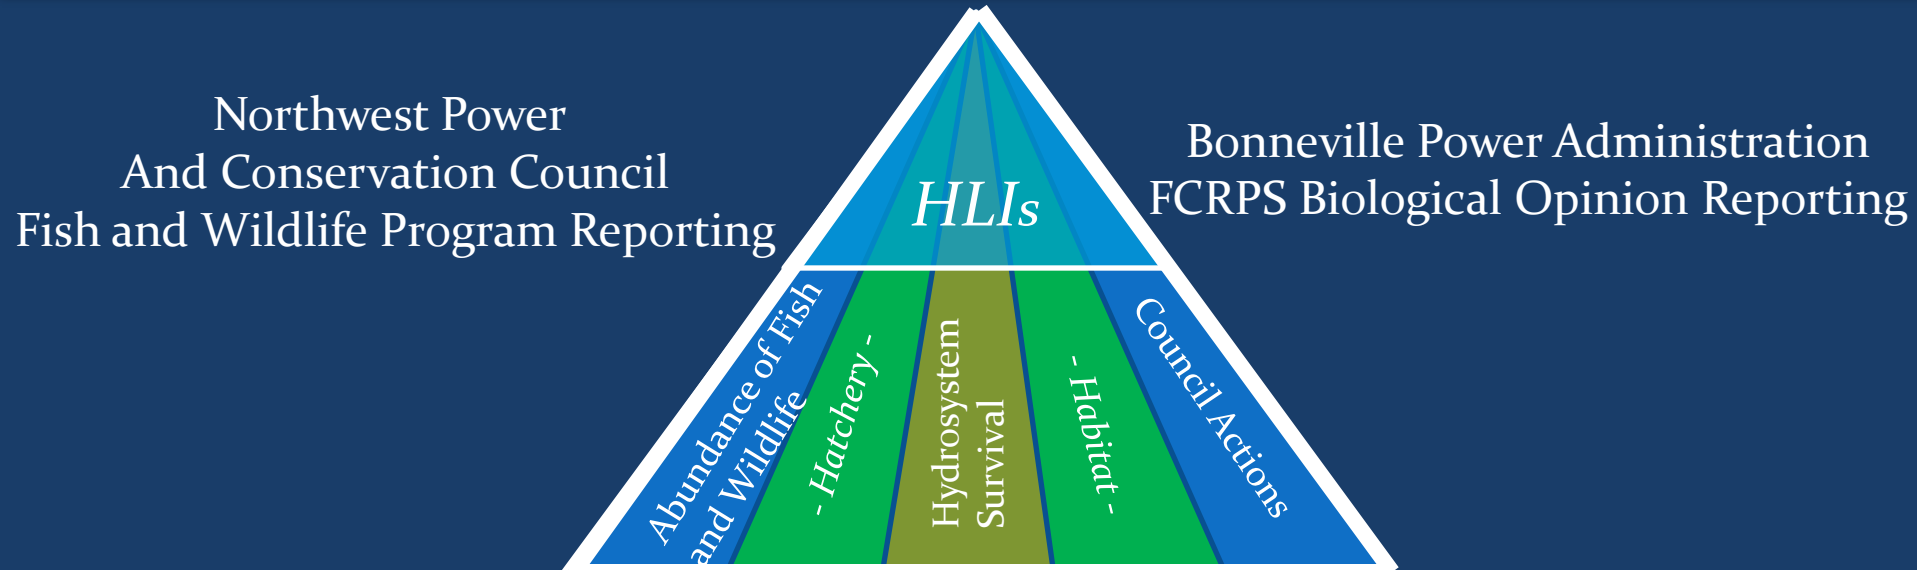 Northwest Power
And Conservation Council
Fish and Wildlife Program Reporting
Bonneville Power Administration
FCRPS Biological Opinion Reporting
HLIs
Abundance of Fish
and Wildlife
- Hatchery -
Hydrosystem
Survival
- Habitat -
Council Actions